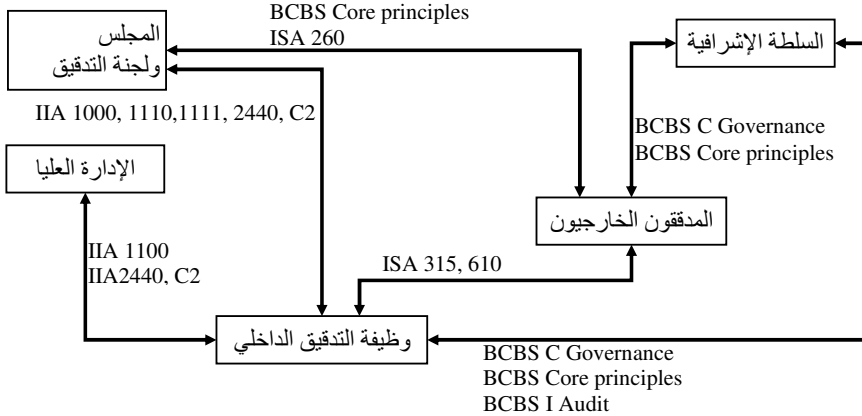 BCBS Core principles
ISA 260
المجلس
ولجنة التدقيق
السلطة الإشرافية
IIA 1000, 1110,1111, 2440, C2
BCBS C Governance
BCBS Core principles
الإدارة العليا
المدققون الخارجيون
IIA 1100
IIA2440, C2
ISA 315, 610
وظيفة التدقيق الداخلي
BCBS C Governance
BCBS Core principles
BCBS I Audit